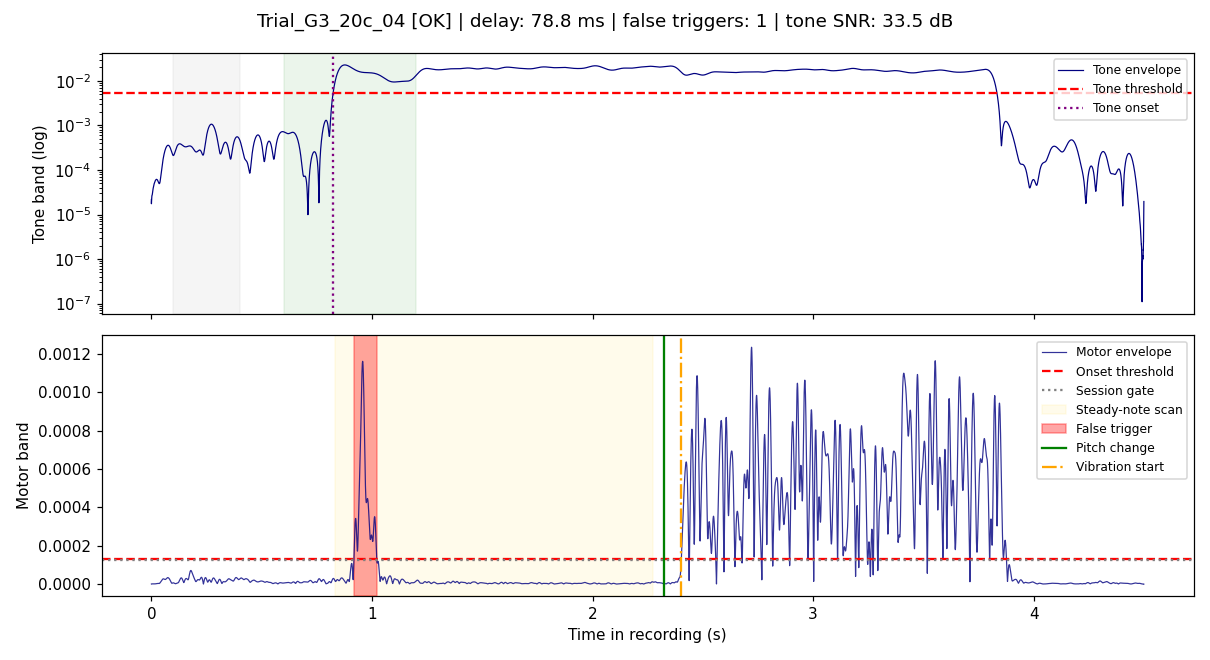 Trial_G3_20c_04 [OK] | delay: 78.8 ms | false triggers: 1 | tone SNR: 33.5 dB
Tone band (log)
10⁻²
10⁻³
10⁻⁴
10⁻⁵
10⁻⁶
10⁻⁷
Tone envelope
Tone threshold
Tone onset
Motor band
0.0012
0.0010
0.0008
0.0006
0.0004
0.0002
0.0000
Motor envelope
Onset threshold
Session gate
Steady-note scan
False trigger
Pitch change
Vibration start
0 1 2 3 4
Time in recording (s)